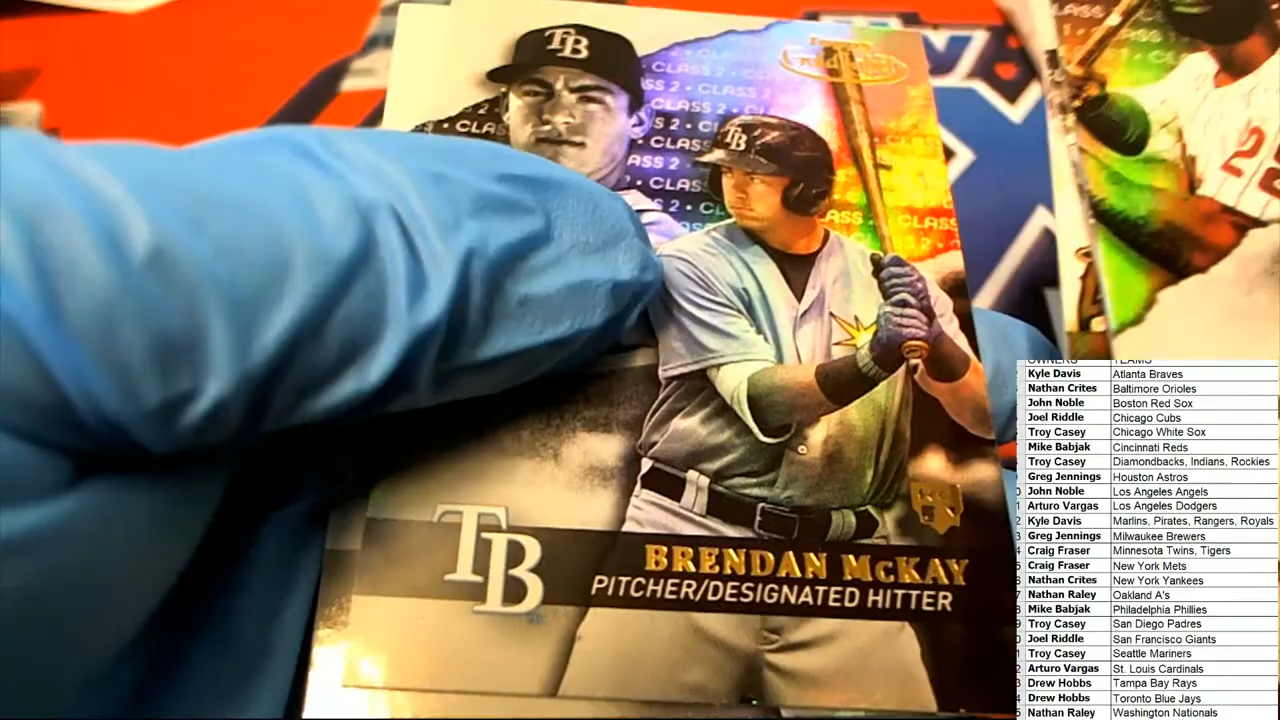 TB
TB
CLASS 2 • CLASS 2
BRENDAN McKAY
PITCHER/DESIGNATED HITTER
TB
25
OWNERS TEAMS
Kyle Davis Atlanta Braves
Nathan Crites Baltimore Orioles
John Noble Boston Red Sox
Joel Riddle Chicago Cubs
Troy Casey Chicago White Sox
Mike Babjak Cincinnati Reds
Troy Casey Diamondbacks, Indians, Rockies
Greg Jennings Houston Astros
John Noble Los Angeles Angels
Arturo Vargas Los Angeles Dodgers
Kyle Davis Marlins, Pirates, Rangers, Royals
Greg Jennings Milwaukee Brewers
Craig Fraser Minnesota Twins, Tigers
Craig Fraser New York Mets
Nathan Crites New York Yankees
Nathan Raley Oakland A's
Mike Babjak Philadelphia Phillies
Troy Casey San Diego Padres
Joel Riddle San Francisco Giants
Troy Casey Seattle Mariners
Arturo Vargas St. Louis Cardinals
Drew Hobbs Tampa Bay Rays
Drew Hobbs Toronto Blue Jays
Nathan Raley Washington Nationals